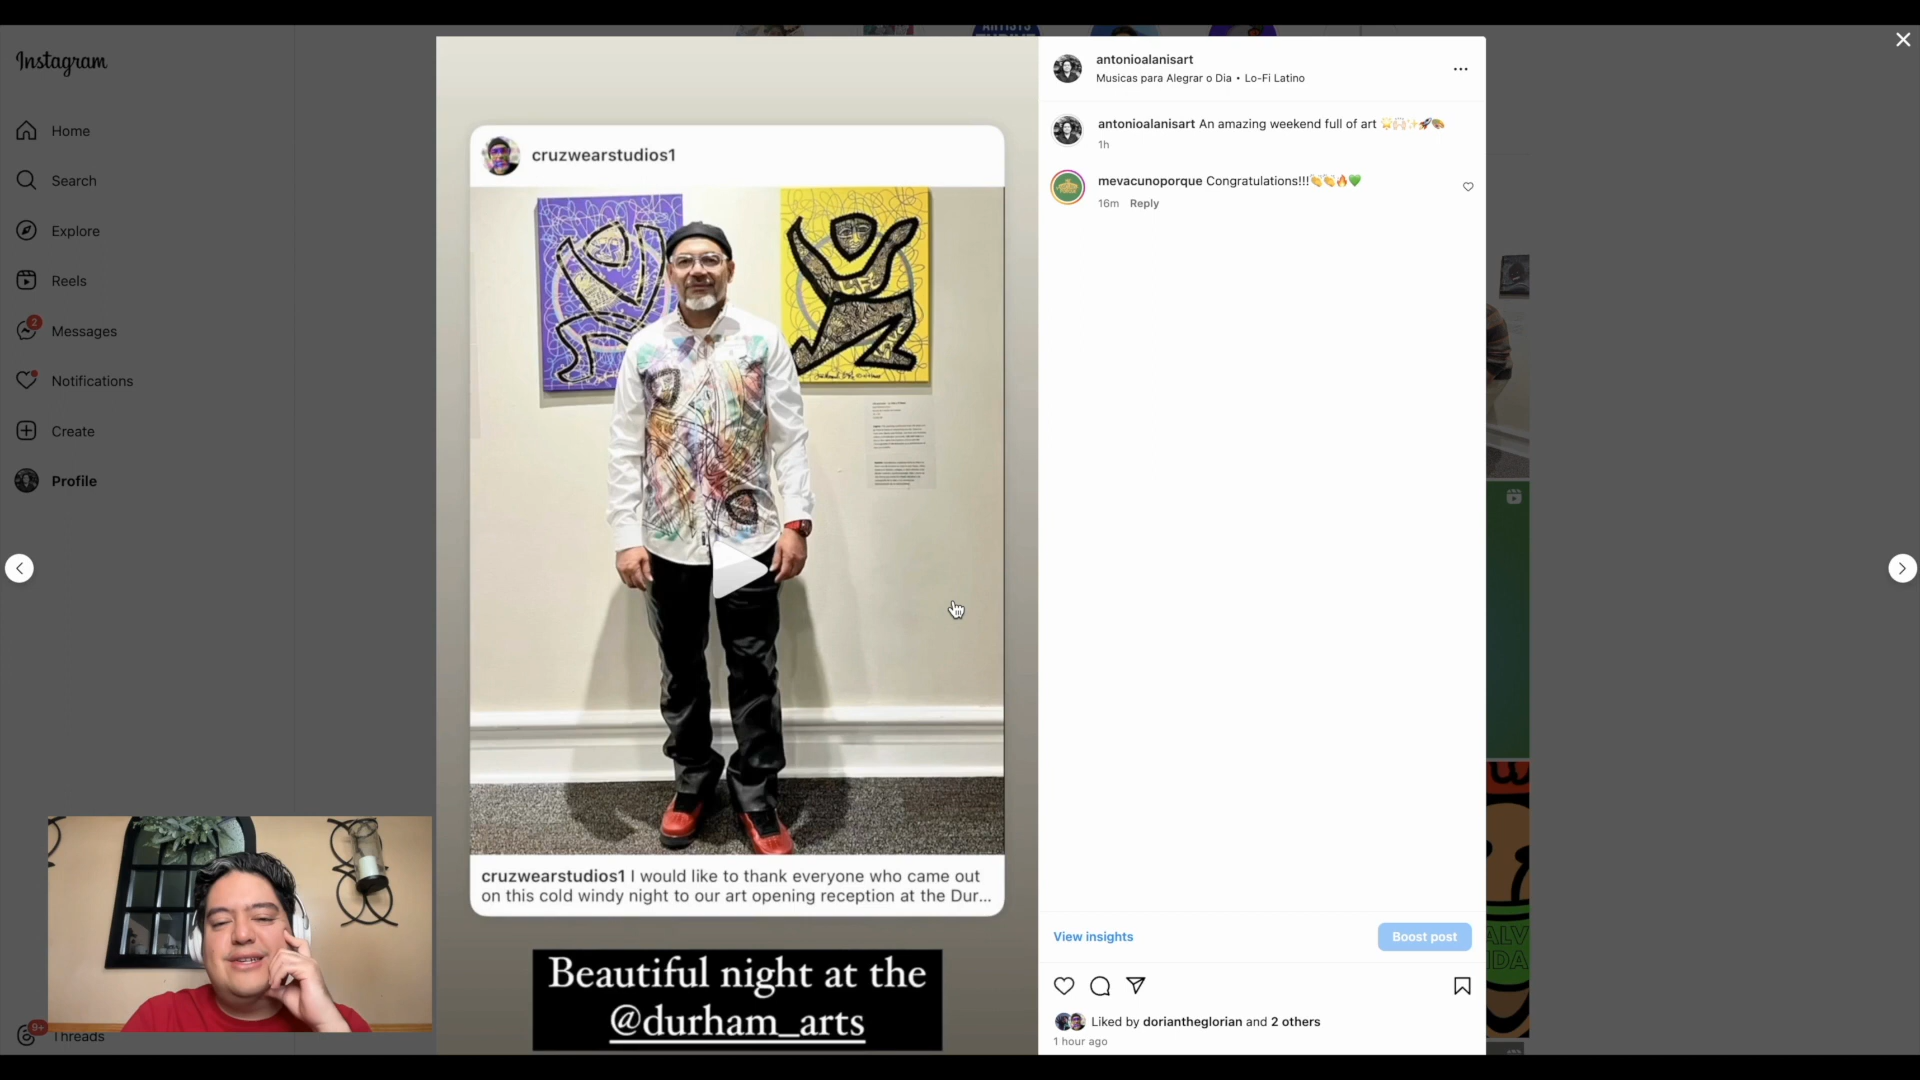 Instagram
Home
Search
Explore
Reels
2
Messages
Notifications
Create
Profile
9+
Threads
cruzwearstudios1
cruzwearstudios1 I would like to thank everyone who came out
on this cold windy night to our art opening reception at the Dur...
Beautiful night at the
@durham_arts
antonioalanisart
Musicas para Alegrar o Dia • Lo-Fi Latino
antonioalanisart An amazing weekend full of art 🌟🙌🏻✨🚀🎨
1h
mevacunoporque Congratulations!!!👏👏🔥💚
16m Reply
View insights
Boost post
Liked by doriantheglorian and 2 others
1 hour ago